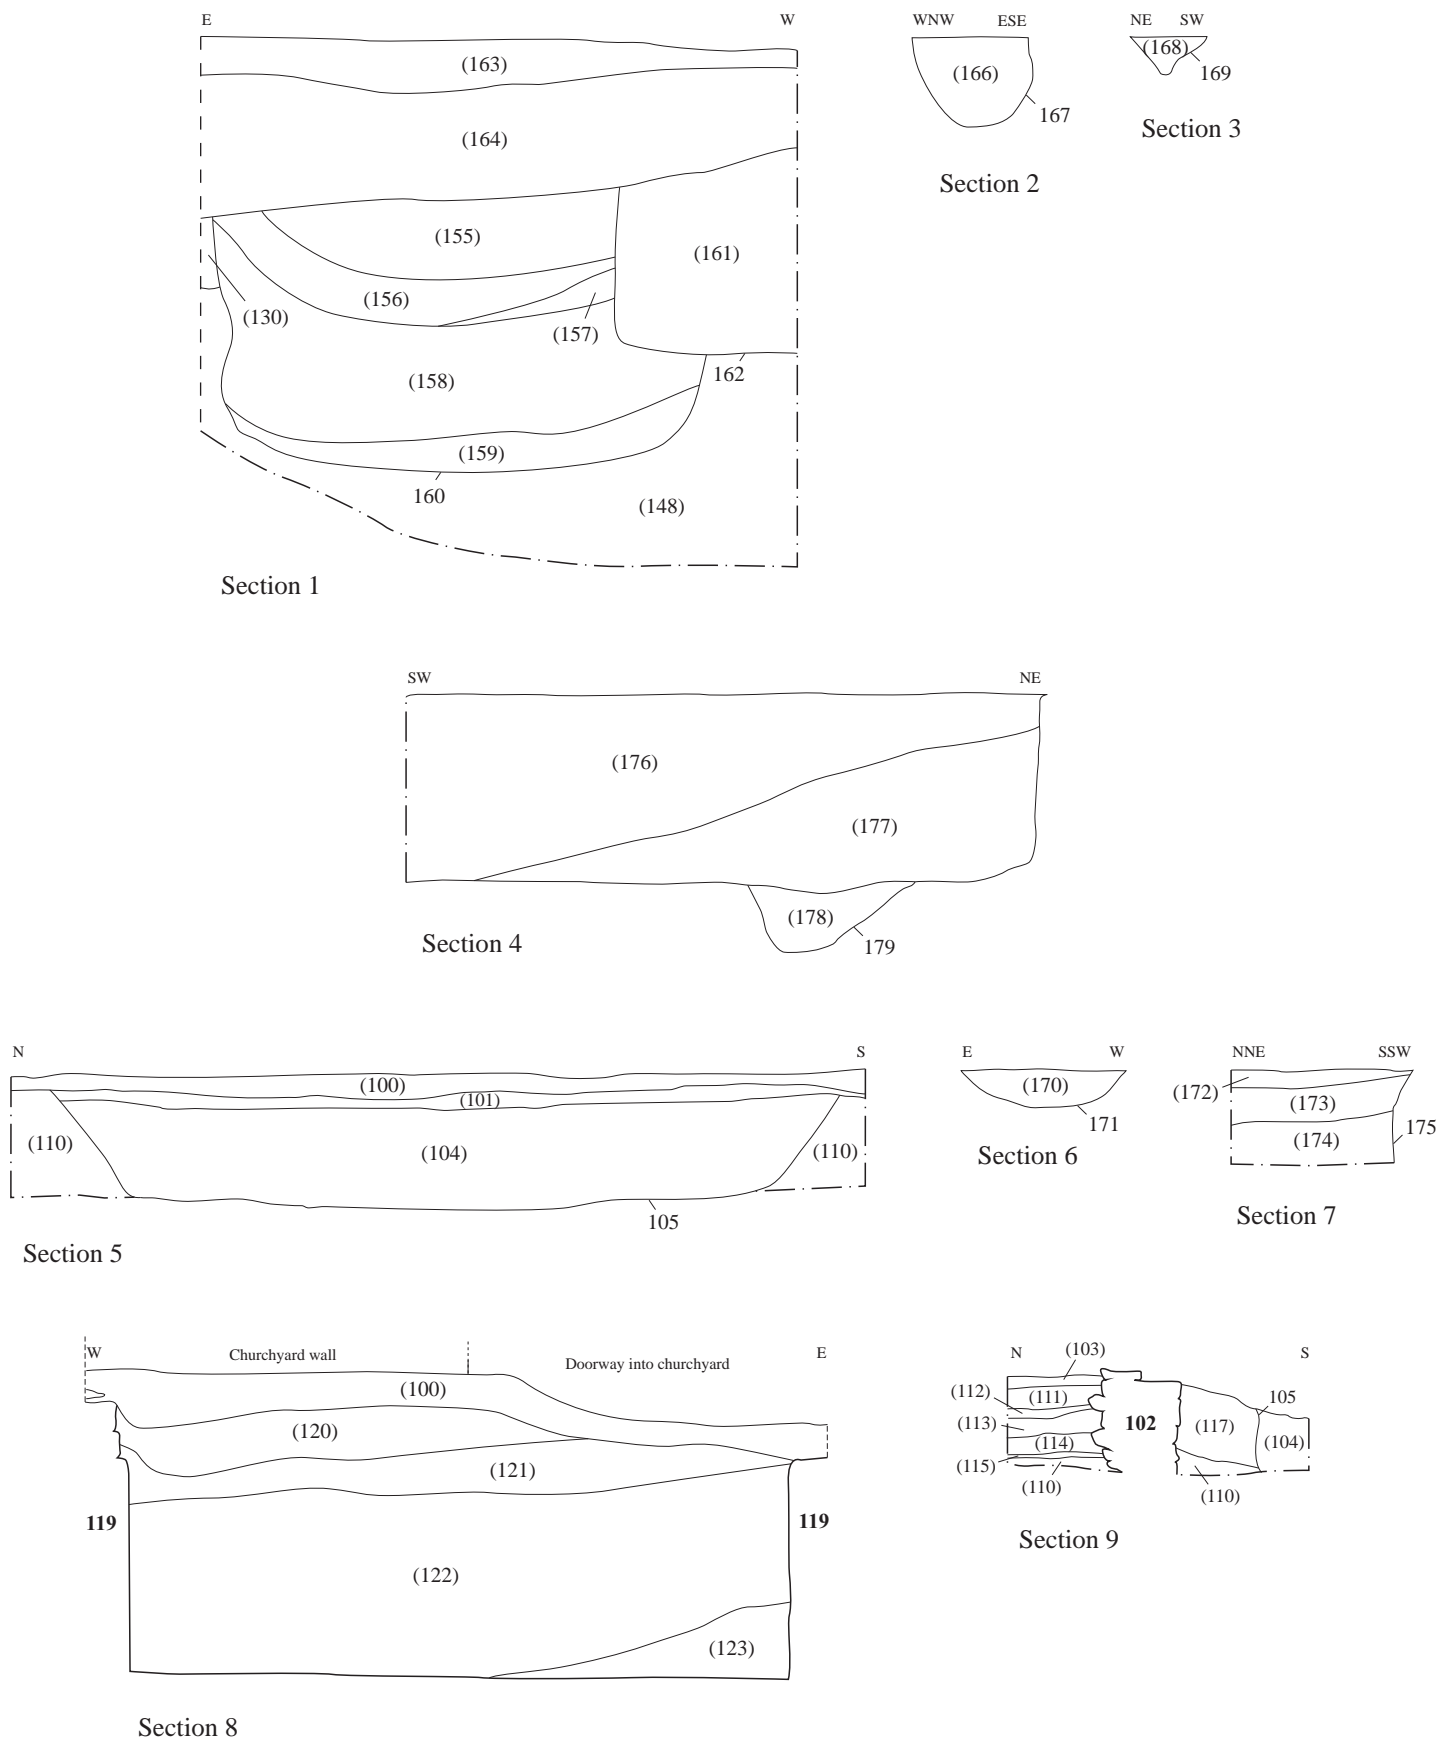 E W
(163)
(164)
(155)
(161)
(156)
(130)
(157)
(158)
162
(159)
160
(148)
Section 1
WNW ESE
(166)
167
Section 2
NE SW
(168)
169
Section 3
SW NE
(176)
(177)
(178)
179
Section 4
N S
(100)
(101)
(110) (104) (110)
105
Section 5
E W
(170)
171
Section 6
NNE SSW
(172)
(173)
(174)
175
Section 7
W Churchyard wall Doorway into churchyard E
(100)
(120)
(121)
119 119
(122)
(123)
Section 8
N S
(103)
(112) (111)
105
(113) 102 (117)
(114) (104)
(115)
(110) (110)
Section 9